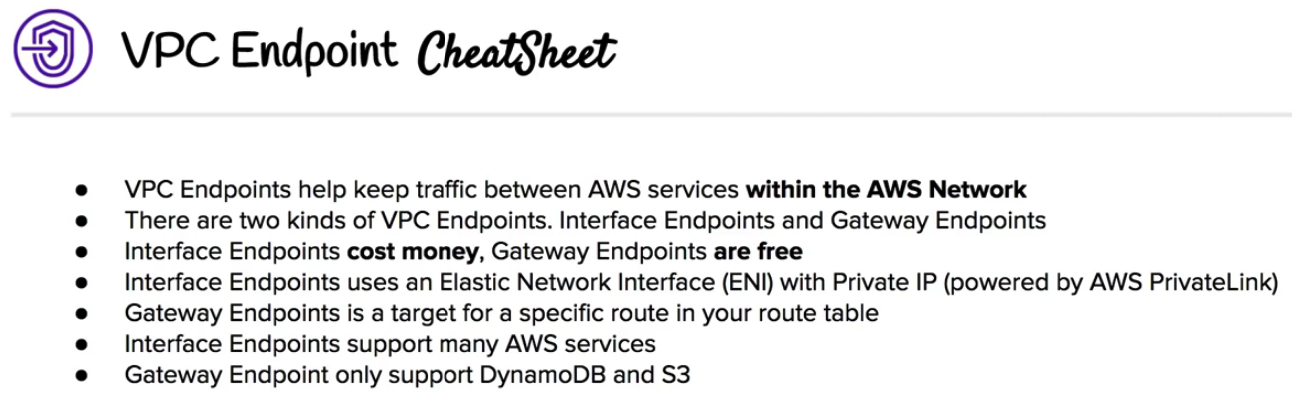 VPC Endpoint CheatSheet
● VPC Endpoints help keep traffic between AWS services within the AWS Network
● There are two kinds of VPC Endpoints. Interface Endpoints and Gateway Endpoints
● Interface Endpoints cost money, Gateway Endpoints are free
● Interface Endpoints uses an Elastic Network Interface (ENI) with Private IP (powered by AWS PrivateLink)
● Gateway Endpoints is a target for a specific route in your route table
● Interface Endpoints support many AWS services
● Gateway Endpoint only support DynamoDB and S3